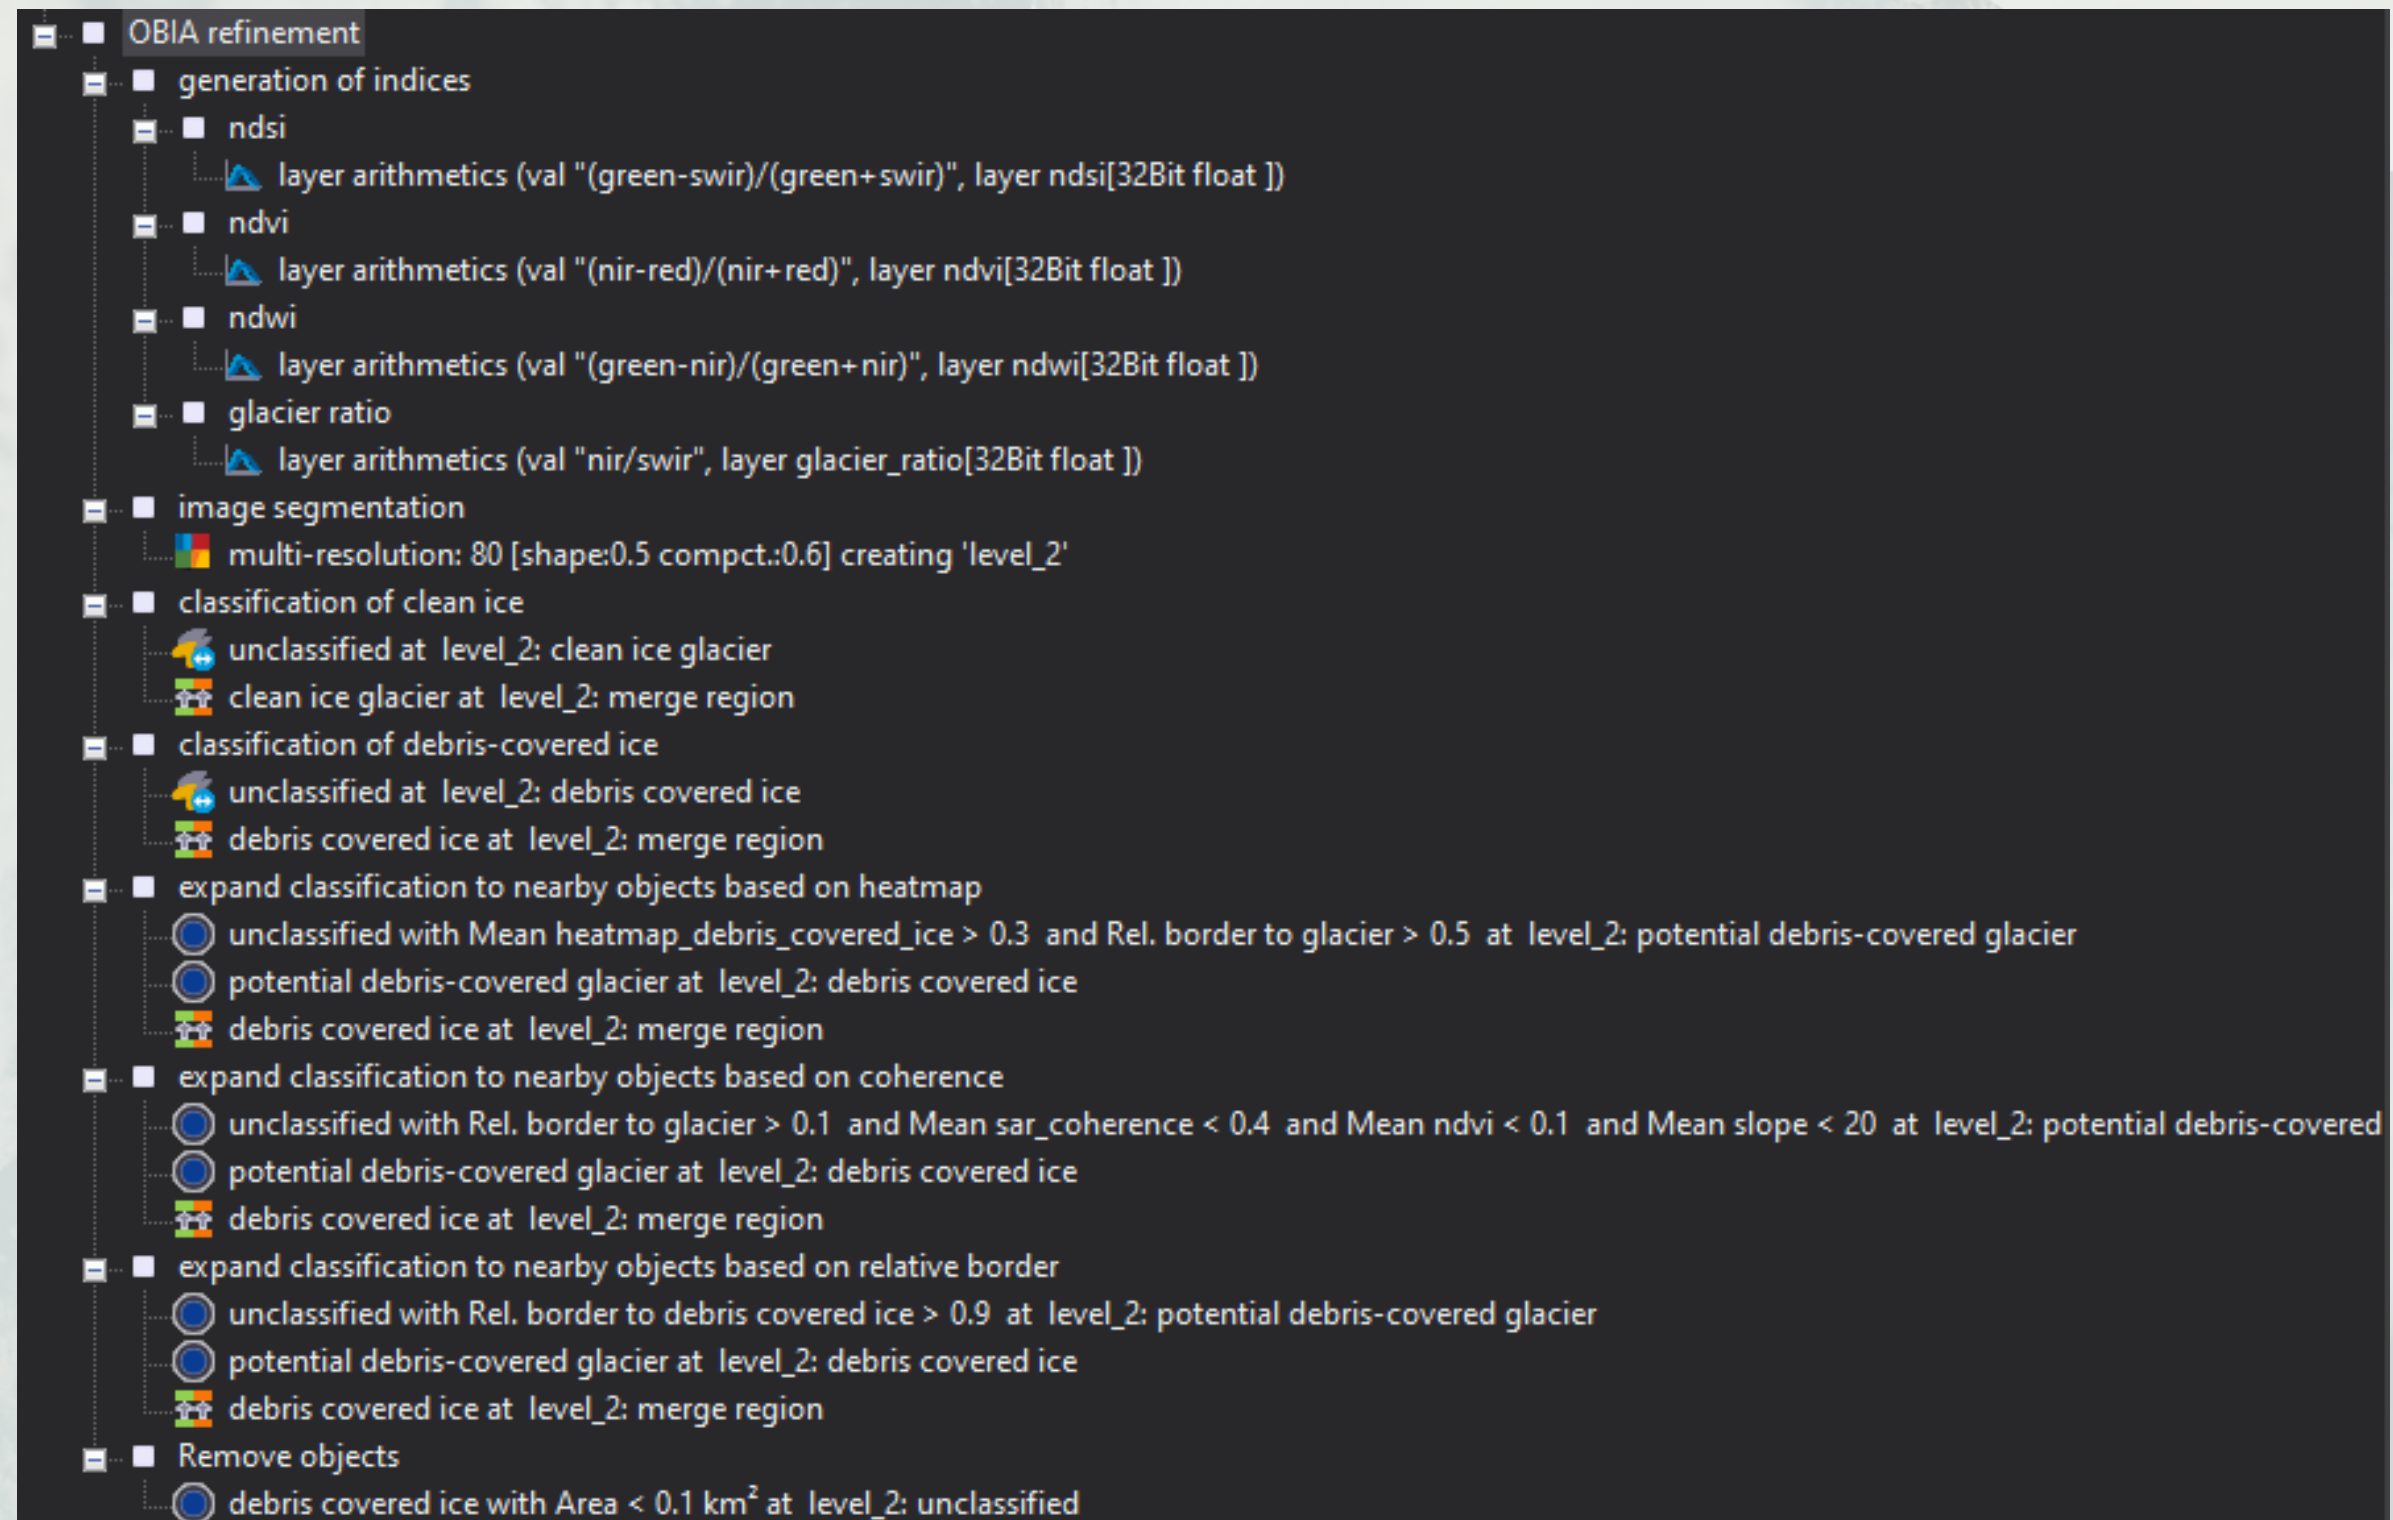 OBIA refinement
generation of indices
ndsi
layer arithmetics (val "(green-swir)/(green+swir)", layer ndsi[32Bit float ])
ndvi
layer arithmetics (val "(nir-red)/(nir+red)", layer ndvi[32Bit float ])
ndwi
layer arithmetics (val "(green-nir)/(green+nir)", layer ndwi[32Bit float ])
glacier ratio
layer arithmetics (val "nir/swir", layer glacier_ratio[32Bit float ])
image segmentation
multi-resolution: 80 [shape:0.5 compct.:0.6] creating 'level_2'
classification of clean ice
unclassified at  level_2: clean ice glacier
clean ice glacier at  level_2: merge region
classification of debris-covered ice
unclassified at  level_2: debris covered ice
debris covered ice at  level_2: merge region
expand classification to nearby objects based on heatmap
unclassified with Mean heatmap_debris_covered_ice > 0.3  and Rel. border to glacier > 0.5  at  level_2: potential debris-covered glacier
potential debris-covered glacier at  level_2: debris covered ice
debris covered ice at  level_2: merge region
expand classification to nearby objects based on coherence
unclassified with Rel. border to glacier > 0.1  and Mean sar_coherence < 0.4  and Mean ndvi < 0.1  and Mean slope < 20  at  level_2: potential debris-covered
potential debris-covered glacier at  level_2: debris covered ice
debris covered ice at  level_2: merge region
expand classification to nearby objects based on relative border
unclassified with Rel. border to debris covered ice > 0.9  at  level_2: potential debris-covered glacier
potential debris-covered glacier at  level_2: debris covered ice
debris covered ice at  level_2: merge region
Remove objects
debris covered ice with Area < 0.1 km² at  level_2: unclassified